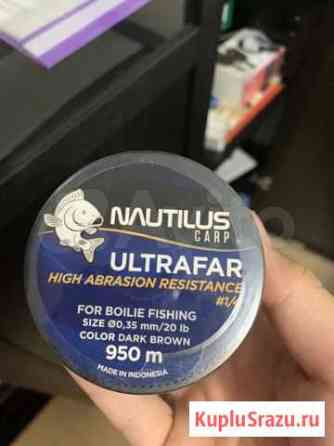 NAUTILUS
CARP
ULTRAFAR
HIGH ABRASION RESISTANCE
#1/4
FOR BOILIE FISHING
SIZE Ø0,35 mm/20 lb
COLOR DARK BROWN
950 m
MADE IN INDONESIA
Avito
KupluSrazu.ru